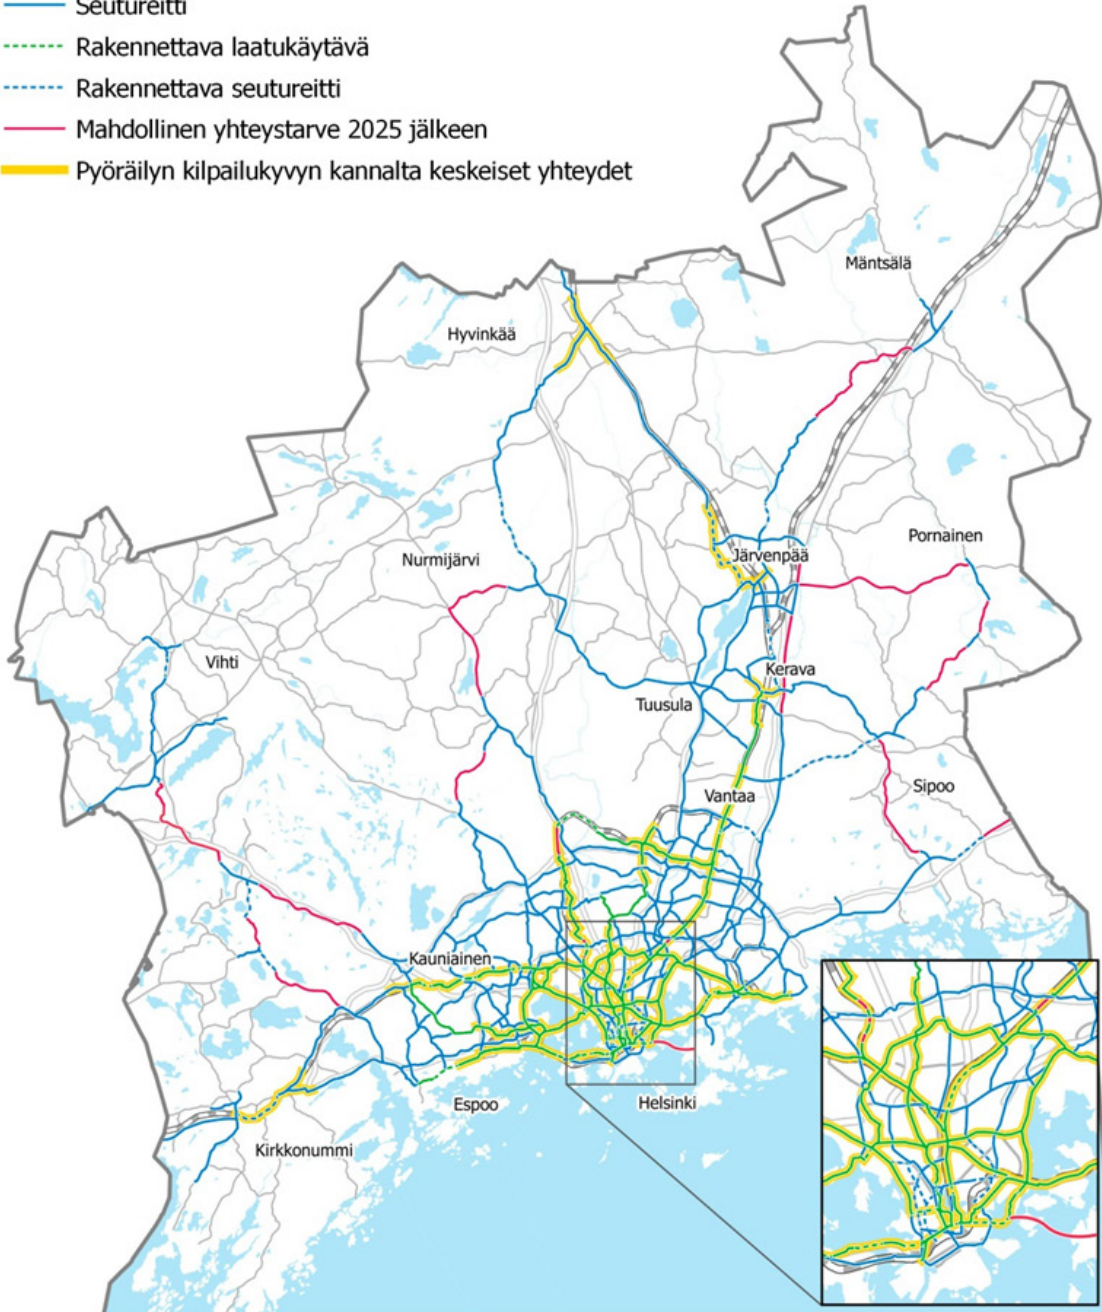 Seutureitti
Rakennettava laatukäytävä
Rakennettava seutureitti
Mahdollinen yhteystarve 2025 jälkeen
Pyöräilyn kilpailukyvyn kannalta keskeiset yhteydet
Mäntsälä
Hyvinkää
Pornainen
Järvenpää
Nurmijärvi
Vihti
Kerava
Tuusula
Sipoo
Vantaa
Kauniainen
Espoo
Helsinki
Kirkkonummi